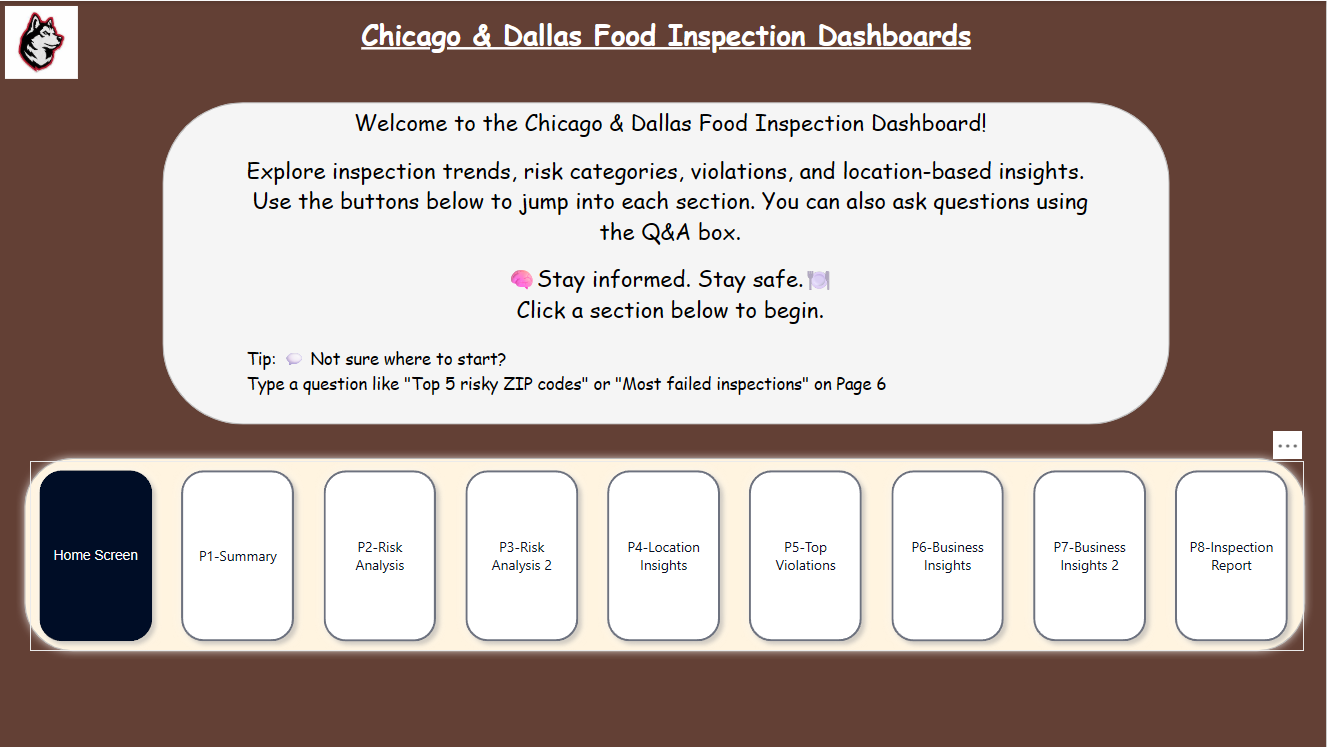 Chicago & Dallas Food Inspection Dashboards
Welcome to the Chicago & Dallas Food Inspection Dashboard!
Explore inspection trends, risk categories, violations, and location-based insights.
Use the buttons below to jump into each section. You can also ask questions using
the Q&A box.
🧠Stay informed. Stay safe.🍽️
Click a section below to begin.
Tip: 💬 Not sure where to start?
Type a question like "Top 5 risky ZIP codes" or "Most failed inspections" on Page 6
Home Screen
P1-Summary
P2-Risk
Analysis
P3-Risk
Analysis 2
P4-Location
Insights
P5-Top
Violations
P6-Business
Insights
P7-Business
Insights 2
P8-Inspection
Report